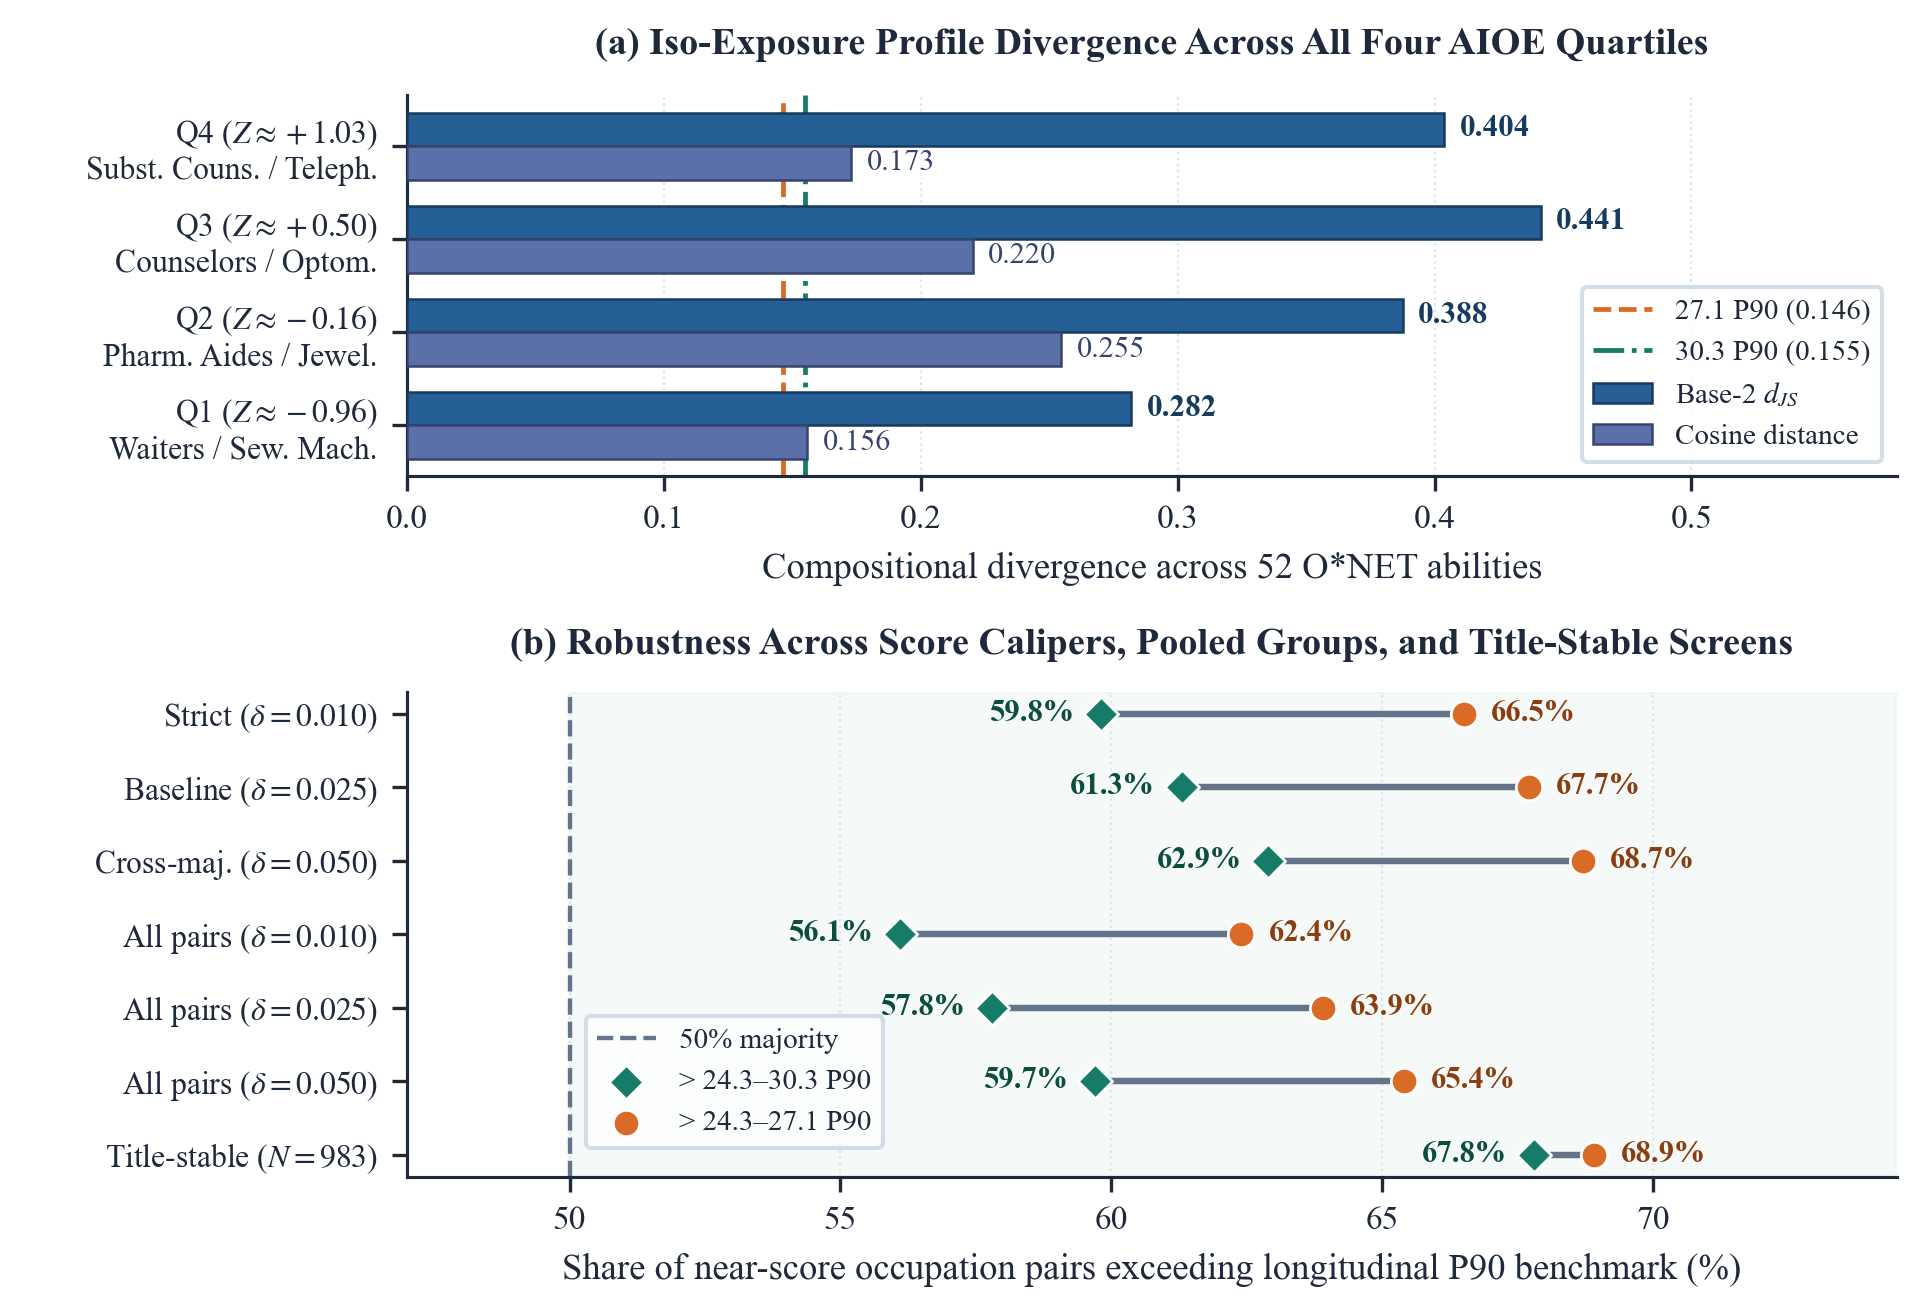 (a) Iso-Exposure Profile Divergence Across All Four AIOE Quartiles
Q4 (Z≈+1.03)
Subst. Couns. / Teleph.
0.404
0.173
Q3 (Z≈+0.50)
Counselors / Optom.
0.441
0.220
Q2 (Z≈−0.16)
Pharm. Aides / Jewel.
0.388
0.255
Q1 (Z≈−0.96)
Waiters / Sew. Mach.
0.282
0.156
27.1 P90 (0.146)
30.3 P90 (0.155)
Base-2 d_JS
Cosine distance
0.0 0.1 0.2 0.3 0.4 0.5
Compositional divergence across 52 O*NET abilities
(b) Robustness Across Score Calipers, Pooled Groups, and Title-Stable Screens
Strict (δ=0.010) 59.8% 66.5%
Baseline (δ=0.025) 61.3% 67.7%
Cross-maj. (δ=0.050) 62.9% 68.7%
All pairs (δ=0.010) 56.1% 62.4%
All pairs (δ=0.025) 57.8% 63.9%
All pairs (δ=0.050) 59.7% 65.4%
Title-stable (N=983) 67.8% 68.9%
50% majority
> 24.3–30.3 P90
> 24.3–27.1 P90
50 55 60 65 70
Share of near-score occupation pairs exceeding longitudinal P90 benchmark (%)